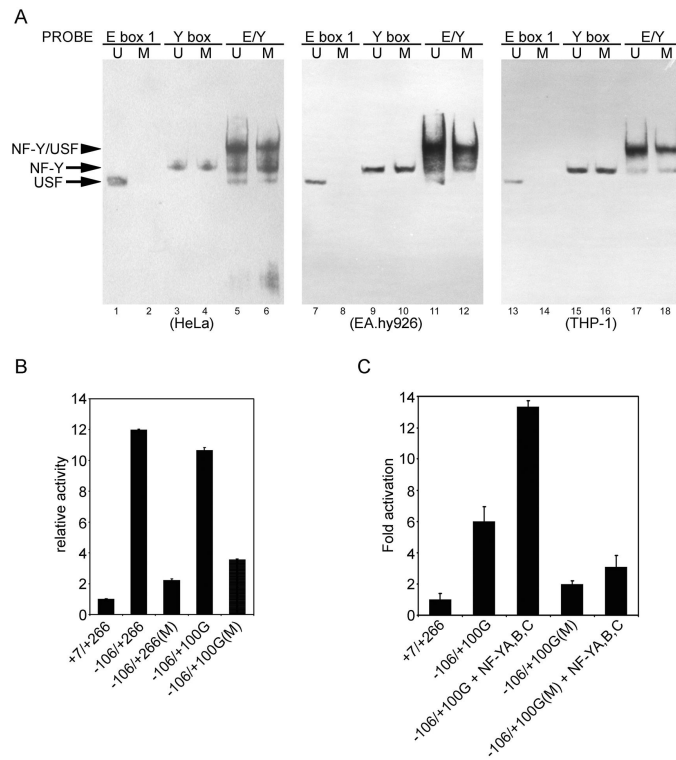 A
PROBE E box 1 Y box E/Y E box 1 Y box E/Y E box 1 Y box E/Y
U M U M U M U M U M U M U M U M U M
NF-Y/USF
NF-Y
USF
1 2 3 4 5 6 7 8 9 10 11 12 13 14 15 16 17 18
(HeLa) (EA.hy926) (THP-1)
B
relative activity
14
12
10
8
6
4
2
0
+7/+266
-106/+266
-106/+266(M)
-106/+100G
-106/+100G(M)
C
Fold activation
14
12
10
8
6
4
2
0
+7/+266
-106/+100G
-106/+100G + NF-YA,B,C
-106/+100G(M)
-106/+100G(M) + NF-YA,B,C